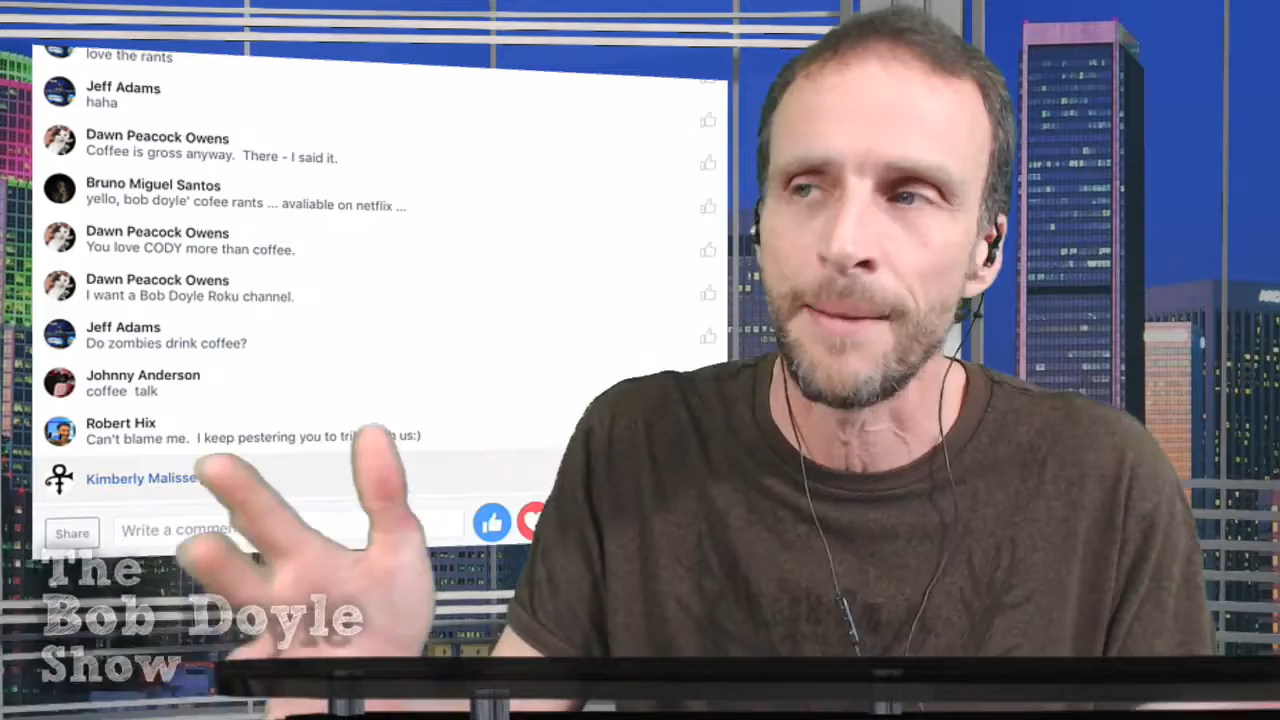 love the rants
Jeff Adams
haha
Dawn Peacock Owens
Coffee is gross anyway. There - I said it.
Bruno Miguel Santos
yello, bob doyle' cofee rants ... avaliable on netflix ...
Dawn Peacock Owens
You love CODY more than coffee.
Dawn Peacock Owens
I want a Bob Doyle Roku channel.
Jeff Adams
Do zombies drink coffee?
Johnny Anderson
coffee talk
Robert Hix
Can't blame me. I keep pestering you to us:)
Kimberly
Share
Write a
The
Bob Doyle
Show